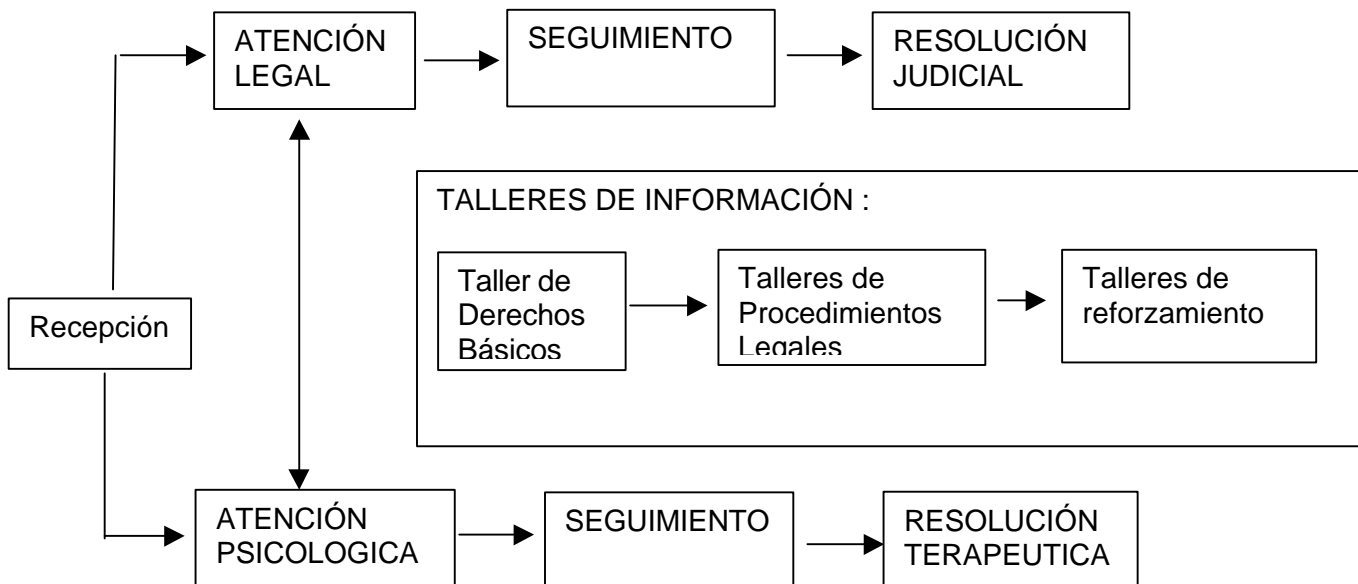 ATENCIÓN
LEGAL
SEGUIMIENTO
RESOLUCIÓN
JUDICIAL
TALLERES DE INFORMACIÓN :
Taller de
Derechos
Básicos
Talleres de
Procedimientos
Legales
Talleres de
reforzamiento
Recepción
ATENCIÓN
PSICOLOGICA
SEGUIMIENTO
RESOLUCIÓN
TERAPEUTICA